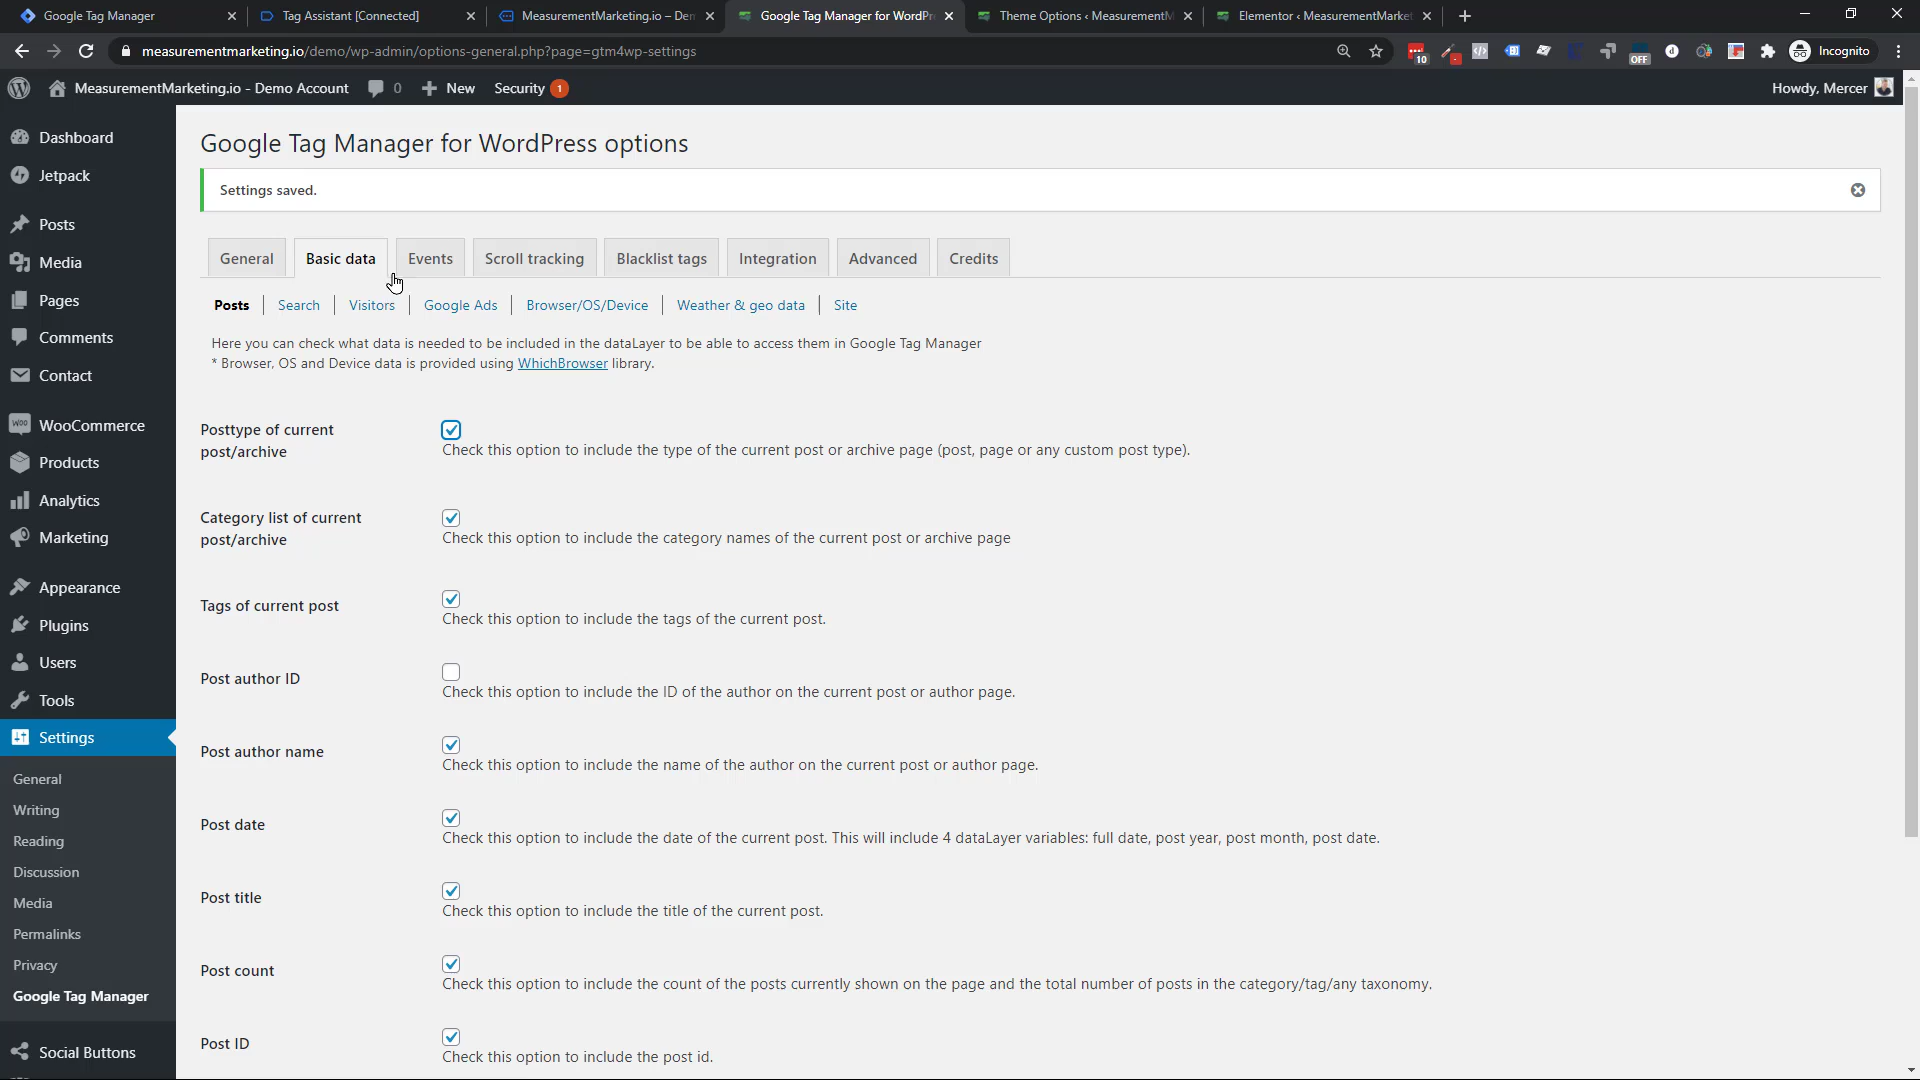 Google Tag Manager
Tag Assistant [Connected]
MeasurementMarketing.io – Den
Google Tag Manager for WordPr
Theme Options ‹ MeasurementM
Elementor ‹ MeasurementMarket
measurementmarketing.io/demo/wp-admin/options-general.php?page=gtm4wp-settings
10
OFF
Incognito
MeasurementMarketing.io - Demo Account
0
New
Security 1
Howdy, Mercer
Dashboard
Jetpack
Posts
Media
Pages
Comments
Contact
WooCommerce
Products
Analytics
Marketing
Appearance
Plugins
Users
Tools
Settings
General
Writing
Reading
Discussion
Media
Permalinks
Privacy
Google Tag Manager
Social Buttons
Google Tag Manager for WordPress options
Settings saved.
General
Basic data
Events
Scroll tracking
Blacklist tags
Integration
Advanced
Credits
Posts
Search
Visitors
Google Ads
Browser/OS/Device
Weather & geo data
Site
Here you can check what data is needed to be included in the dataLayer to be able to access them in Google Tag Manager
* Browser, OS and Device data is provided using WhichBrowser library.
Posttype of current
post/archive
Check this option to include the type of the current post or archive page (post, page or any custom post type).
Category list of current
post/archive
Check this option to include the category names of the current post or archive page
Tags of current post
Check this option to include the tags of the current post.
Post author ID
Check this option to include the ID of the author on the current post or author page.
Post author name
Check this option to include the name of the author on the current post or author page.
Post date
Check this option to include the date of the current post. This will include 4 dataLayer variables: full date, post year, post month, post date.
Post title
Check this option to include the title of the current post.
Post count
Check this option to include the count of the posts currently shown on the page and the total number of posts in the category/tag/any taxonomy.
Post ID
Check this option to include the post id.